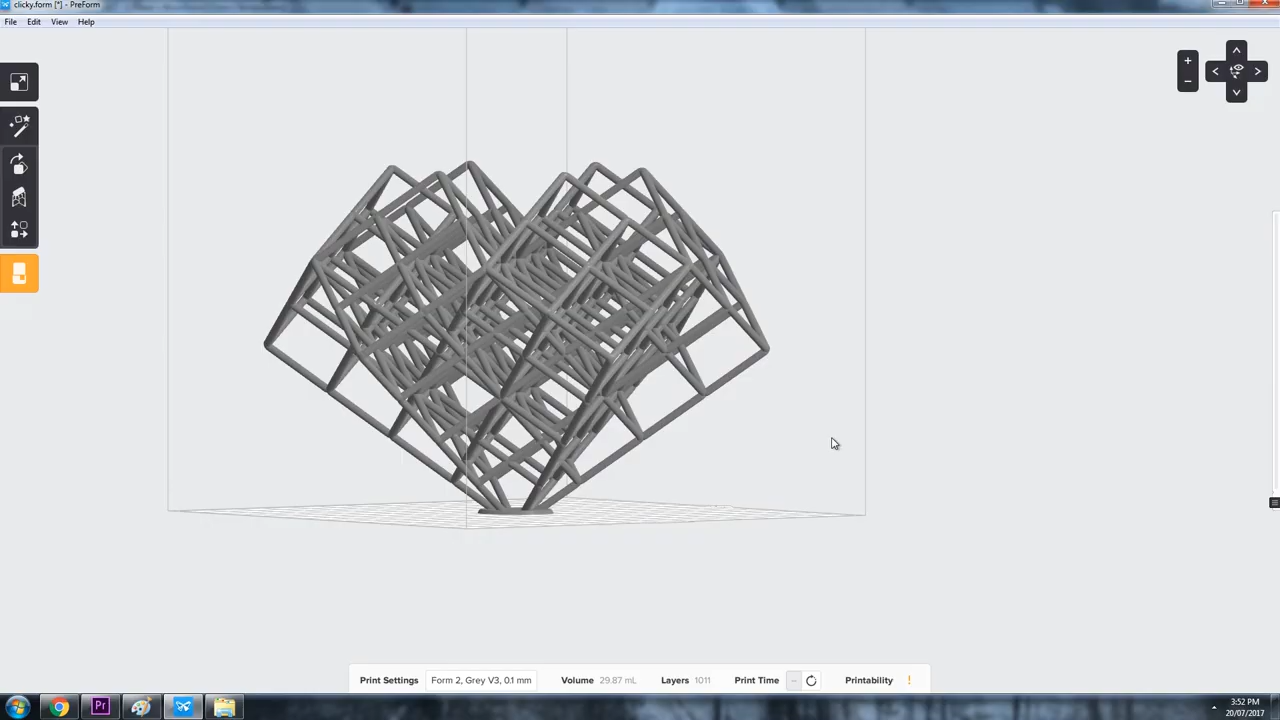 clicky.form [*] - PreForm
File Edit View Help
Print Settings Form 2, Grey V3, 0.1 mm Volume 29.87 mL Layers 1011 Print Time -- Printability !
Pr
3:52 PM
20/07/2017